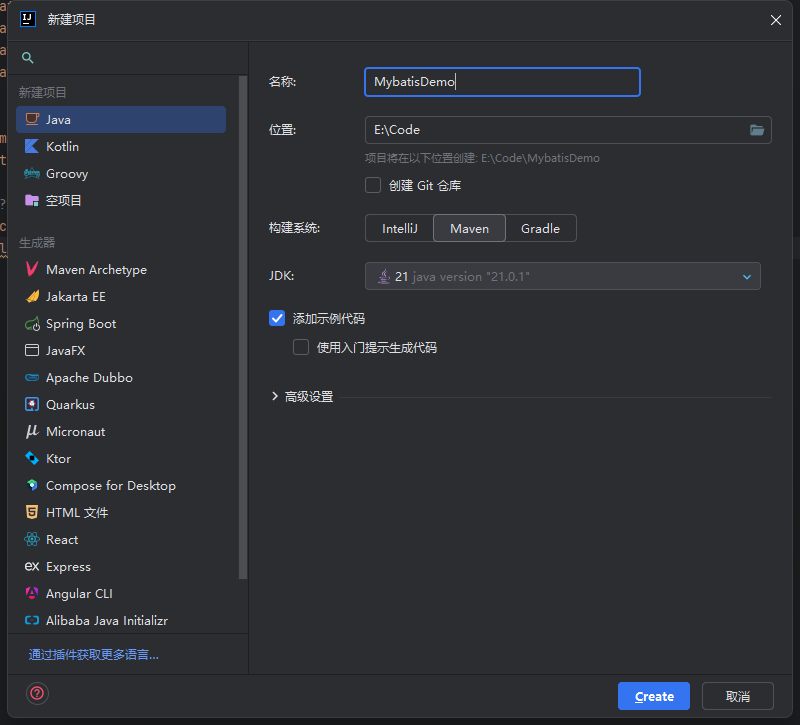 新建项目
新建项目
Java
Kotlin
Groovy
空项目
生成器
Maven Archetype
Jakarta EE
Spring Boot
JavaFX
Apache Dubbo
Quarkus
Micronaut
Ktor
Compose for Desktop
HTML 文件
React
Express
Angular CLI
Alibaba Java Initializr
通过插件获取更多语言...
名称: MybatisDemo
位置: E:\Code
项目将在以下位置创建: E:\Code\MybatisDemo
创建 Git 仓库
构建系统: IntelliJ Maven Gradle
JDK: 21 java version "21.0.1"
添加示例代码
使用入门提示生成代码
高级设置
Create 取消